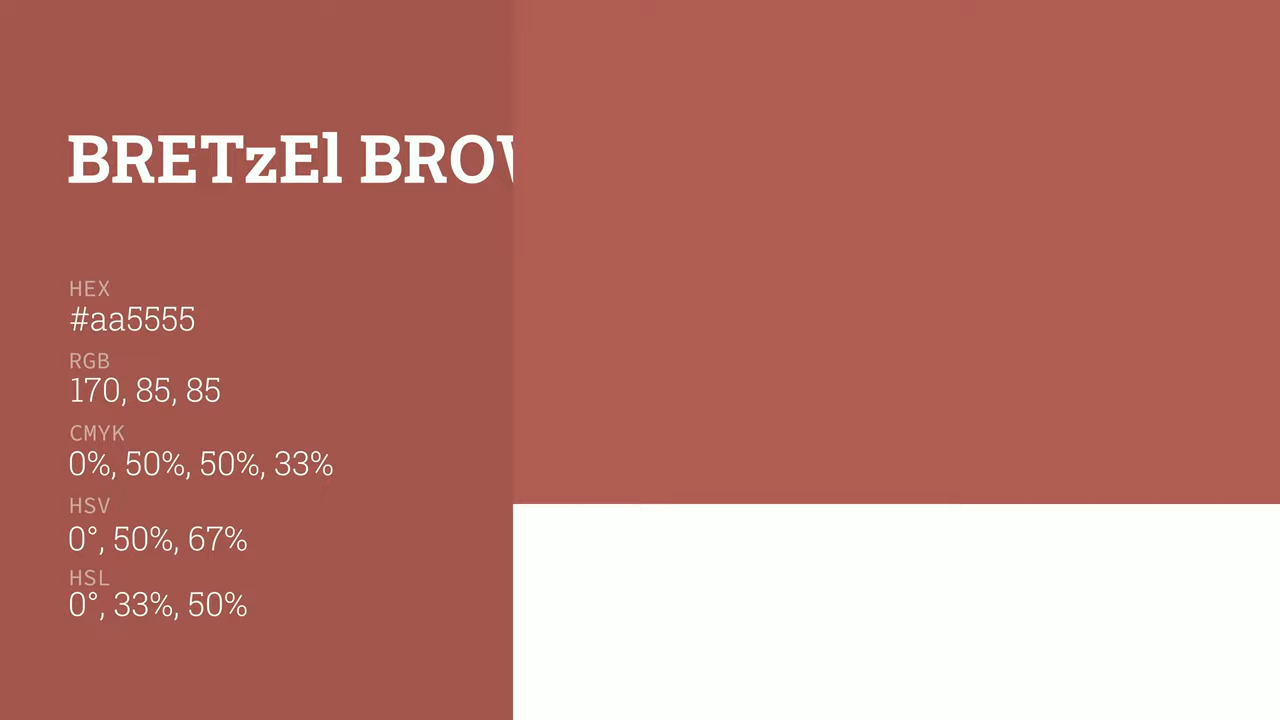 BRETzEl BRO
HEX
#aa5555
RGB
170, 85, 85
CMYK
0%, 50%, 50%, 33%
HSV
0°, 50%, 67%
HSL
0°, 33%, 50%